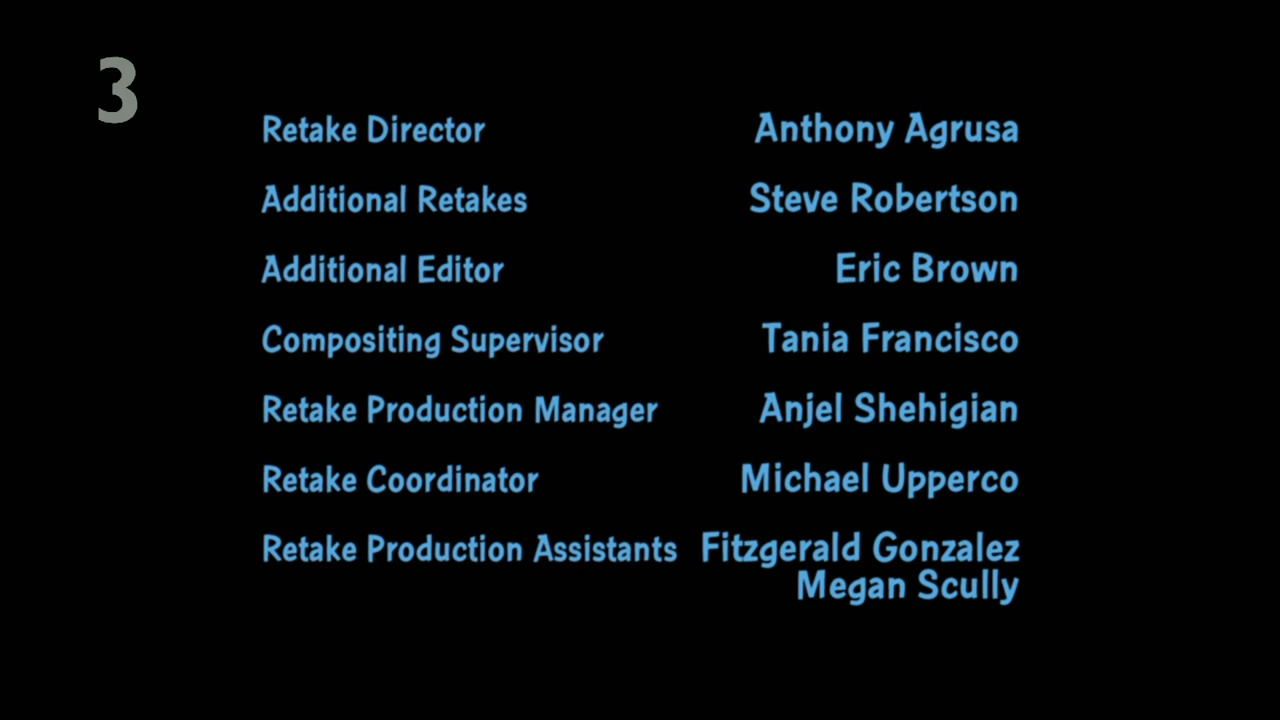 3
Retake Director Anthony Agrusa
Additional Retakes Steve Robertson
Additional Editor Eric Brown
Compositing Supervisor Tania Francisco
Retake Production Manager Anjel Shehigian
Retake Coordinator Michael Upperco
Retake Production Assistants Fitzgerald Gonzalez
Megan Scully